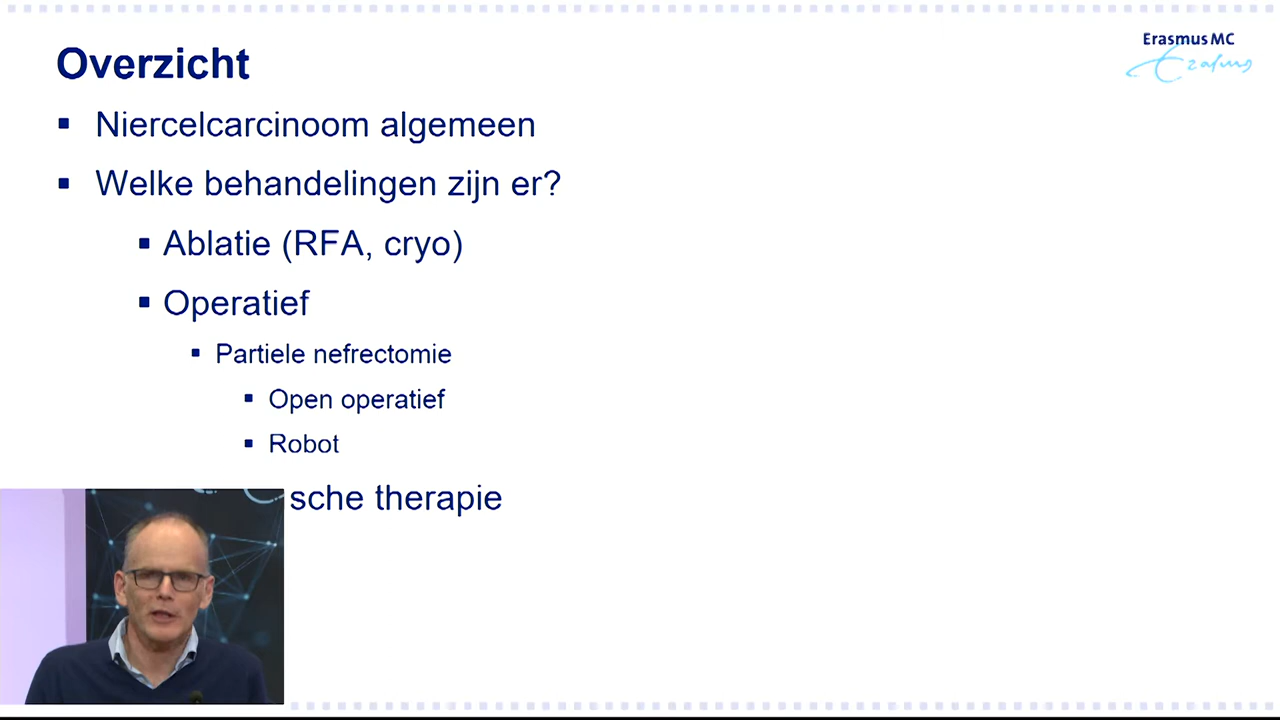 Overzicht
Erasmus MC
Erasmus
Niercelcarcinoom algemeen
Welke behandelingen zijn er?
Ablatie (RFA, cryo)
Operatief
Partiele nefrectomie
Open operatief
Robot
sche therapie